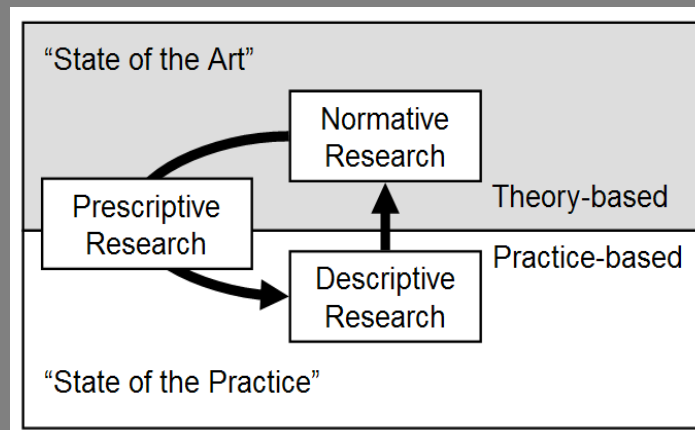 “State of the Art”
Normative
Research
Prescriptive
Research
Theory-based
Practice-based
Descriptive
Research
“State of the Practice”